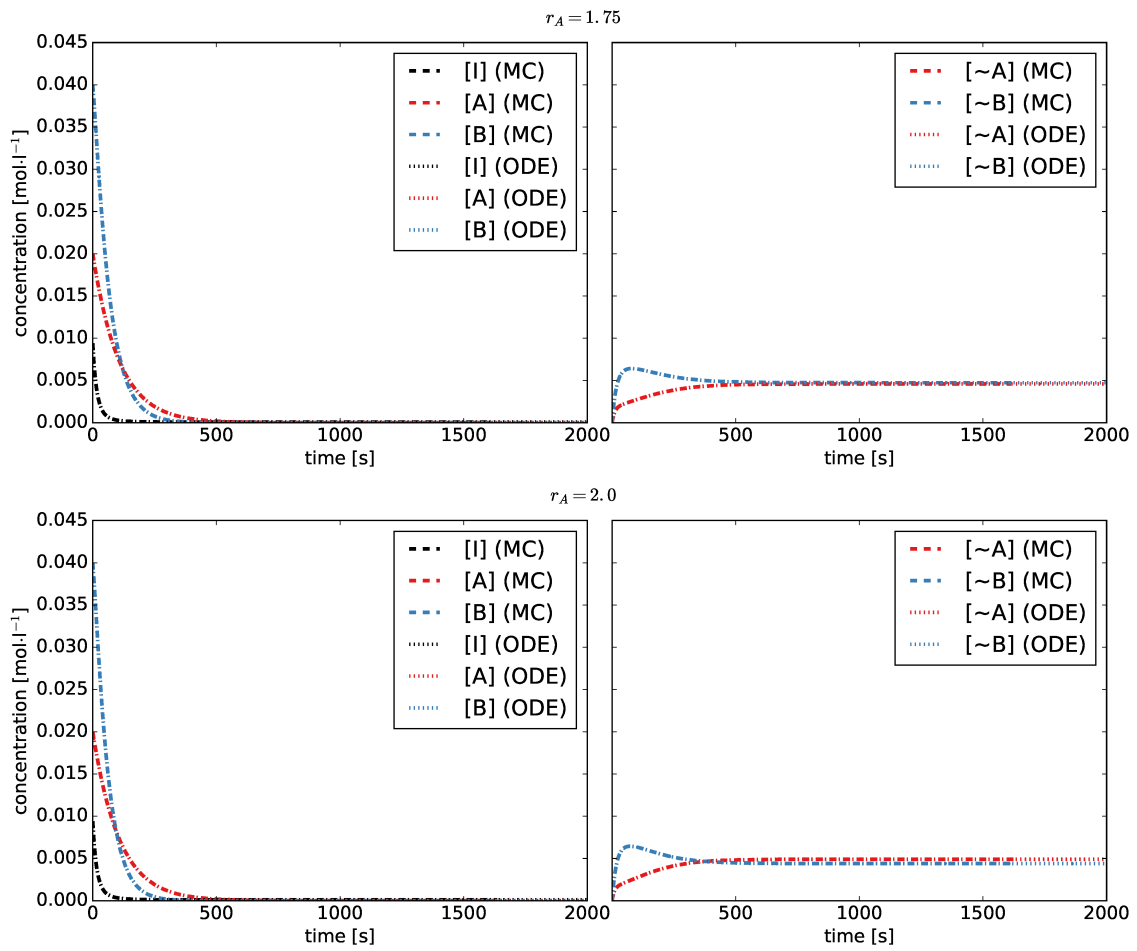 r_A = 1.75
0.045
0.040
0.035
0.030
0.025
0.020
0.015
0.010
0.005
0.000
concentration [mol·l⁻¹]
[I] (MC)
[A] (MC)
[B] (MC)
[I] (ODE)
[A] (ODE)
[B] (ODE)
0 500 1000 1500 2000
time [s]
[~A] (MC)
[~B] (MC)
[~A] (ODE)
[~B] (ODE)
0 500 1000 1500 2000
time [s]
r_A = 2.0
0.045
0.040
0.035
0.030
0.025
0.020
0.015
0.010
0.005
0.000
concentration [mol·l⁻¹]
[I] (MC)
[A] (MC)
[B] (MC)
[I] (ODE)
[A] (ODE)
[B] (ODE)
0 500 1000 1500 2000
time [s]
[~A] (MC)
[~B] (MC)
[~A] (ODE)
[~B] (ODE)
0 500 1000 1500 2000
time [s]